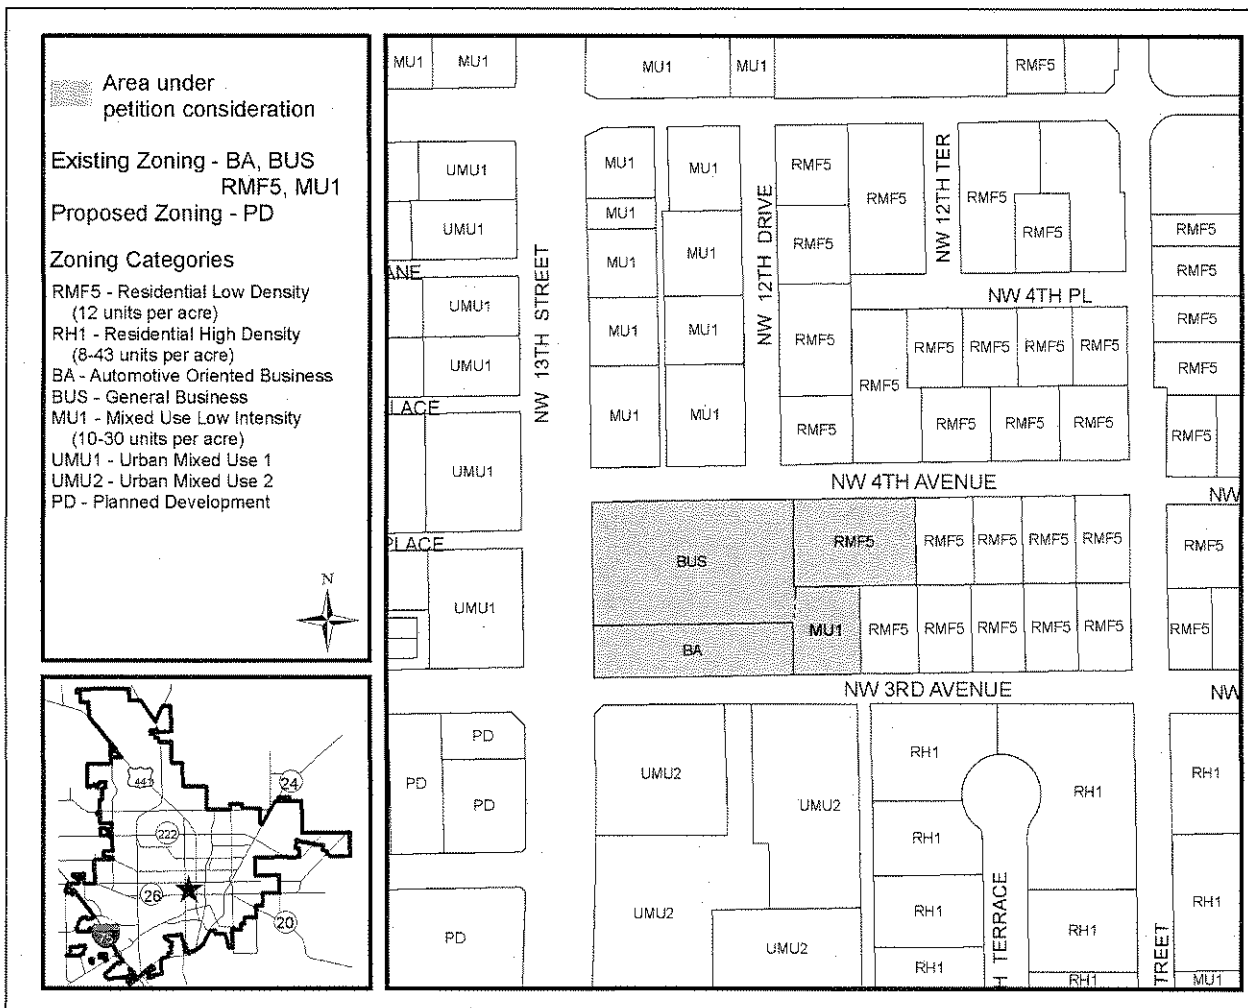 Area under
petition consideration
Existing Zoning - BA, BUS
RMF5, MU1
Proposed Zoning - PD
Zoning Categories
RMF5 - Residential Low Density
(12 units per acre)
RH1 - Residential High Density
(8-43 units per acre)
BA - Automotive Oriented Business
BUS - General Business
MU1 - Mixed Use Low Intensity
(10-30 units per acre)
UMU1 - Urban Mixed Use 1
UMU2 - Urban Mixed Use 2
PD - Planned Development
N
441
24
222
26
20
MU1 MU1 MU1 MU1 RMF5
UMU1 MU1 MU1 RMF5 RMF5 RMF5
NW 12TH TER
MU1 RMF5 RMF5
UMU1 MU1 MU1 RMF5 RMF5
ANE
NW 13TH STREET
NW 12TH DRIVE
NW 4TH PL
UMU1 MU1 MU1 RMF5 RMF5 RMF5 RMF5 RMF5 RMF5
UMU1 RMF5 RMF5
LACE
MU1 MU1 RMF5 RMF5 RMF5 RMF5 RMF5
UMU1
NW 4TH AVENUE
NW
PLACE
BUS RMF5 RMF5 RMF5 RMF5 RMF5 RMF5
UMU1 MU1 RMF5 RMF5 RMF5 RMF5 RMF5 RMF5
BA
NW 3RD AVENUE
NW
PD
PD PD UMU2 UMU2 RH1 RH1 RH1
RH1
UMU2 RH1 RH1
PD UMU2 RH1 RH1
RH1 MU1
H TERRACE
TREET